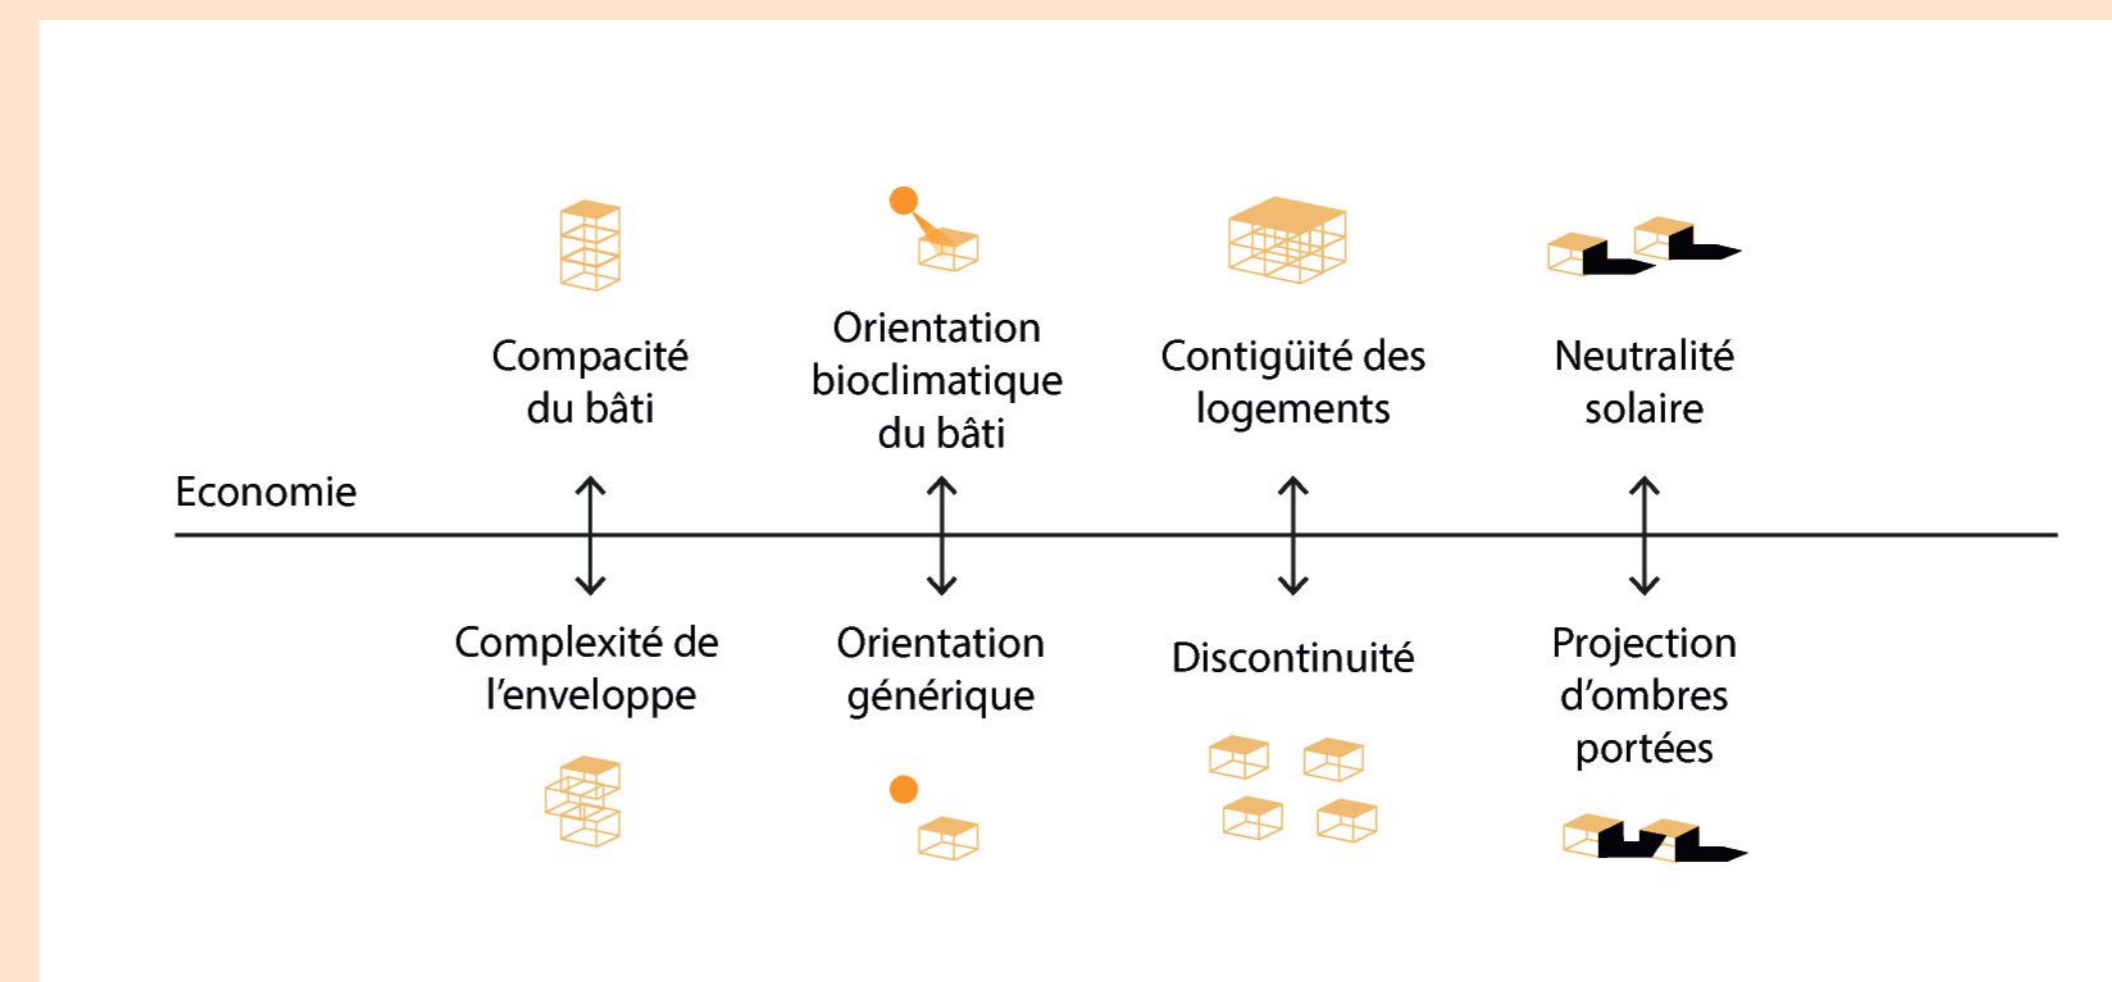 Compacité
du bâti
Orientation
bioclimatique
du bâti
Contigüité des
logements
Neutralité
solaire
Economie
Complexité de
l'enveloppe
Orientation
générique
Discontinuité
Projection
d'ombres
portées